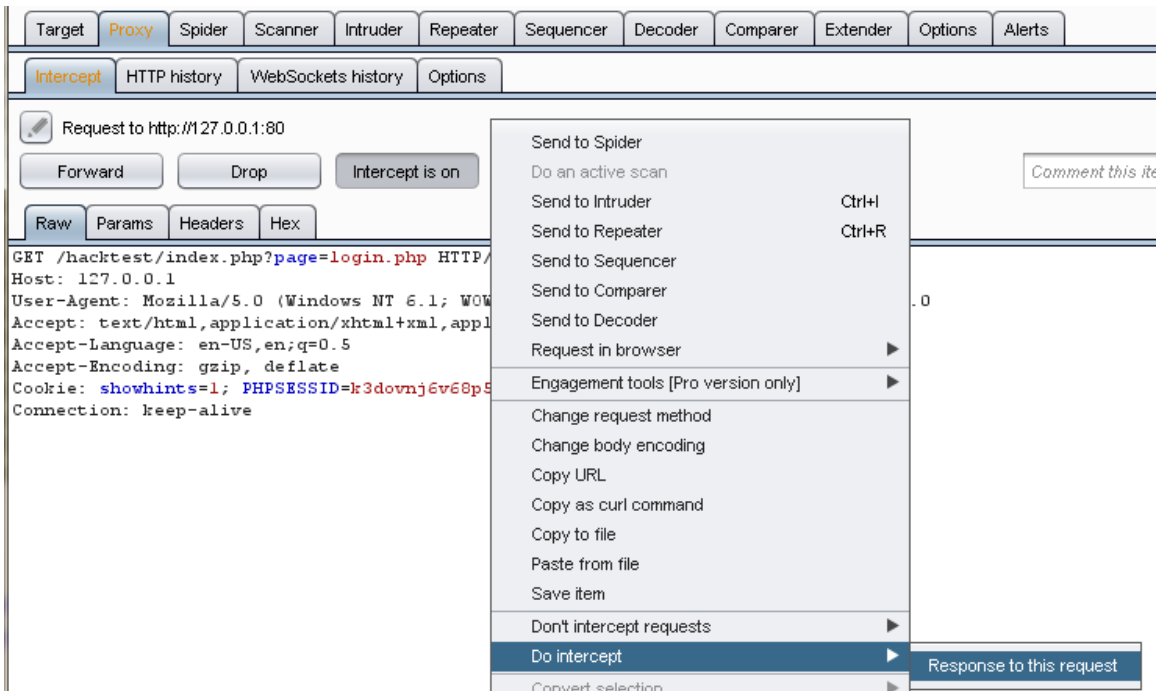 Target Proxy Spider Scanner Intruder Repeater Sequencer Decoder Comparer Extender Options Alerts
Intercept HTTP history WebSockets history Options
Request to http://127.0.0.1:80
Forward Drop Intercept is on Comment this ite
Raw Params Headers Hex
GET /hacktest/index.php?page=login.php HTTP/
Host: 127.0.0.1
User-Agent: Mozilla/5.0 (Windows NT 6.1; WOW .0
Accept: text/html,application/xhtml+xml,appl
Accept-Language: en-US,en;q=0.5
Accept-Encoding: gzip, deflate
Cookie: showhints=1; PHPSESSID=k3dovnj6v68p5
Connection: keep-alive
Send to Spider
Do an active scan
Send to Intruder Ctrl+I
Send to Repeater Ctrl+R
Send to Sequencer
Send to Comparer
Send to Decoder
Request in browser
Engagement tools [Pro version only]
Change request method
Change body encoding
Copy URL
Copy as curl command
Copy to file
Paste from file
Save item
Don't intercept requests
Do intercept
Response to this request
Convert selection